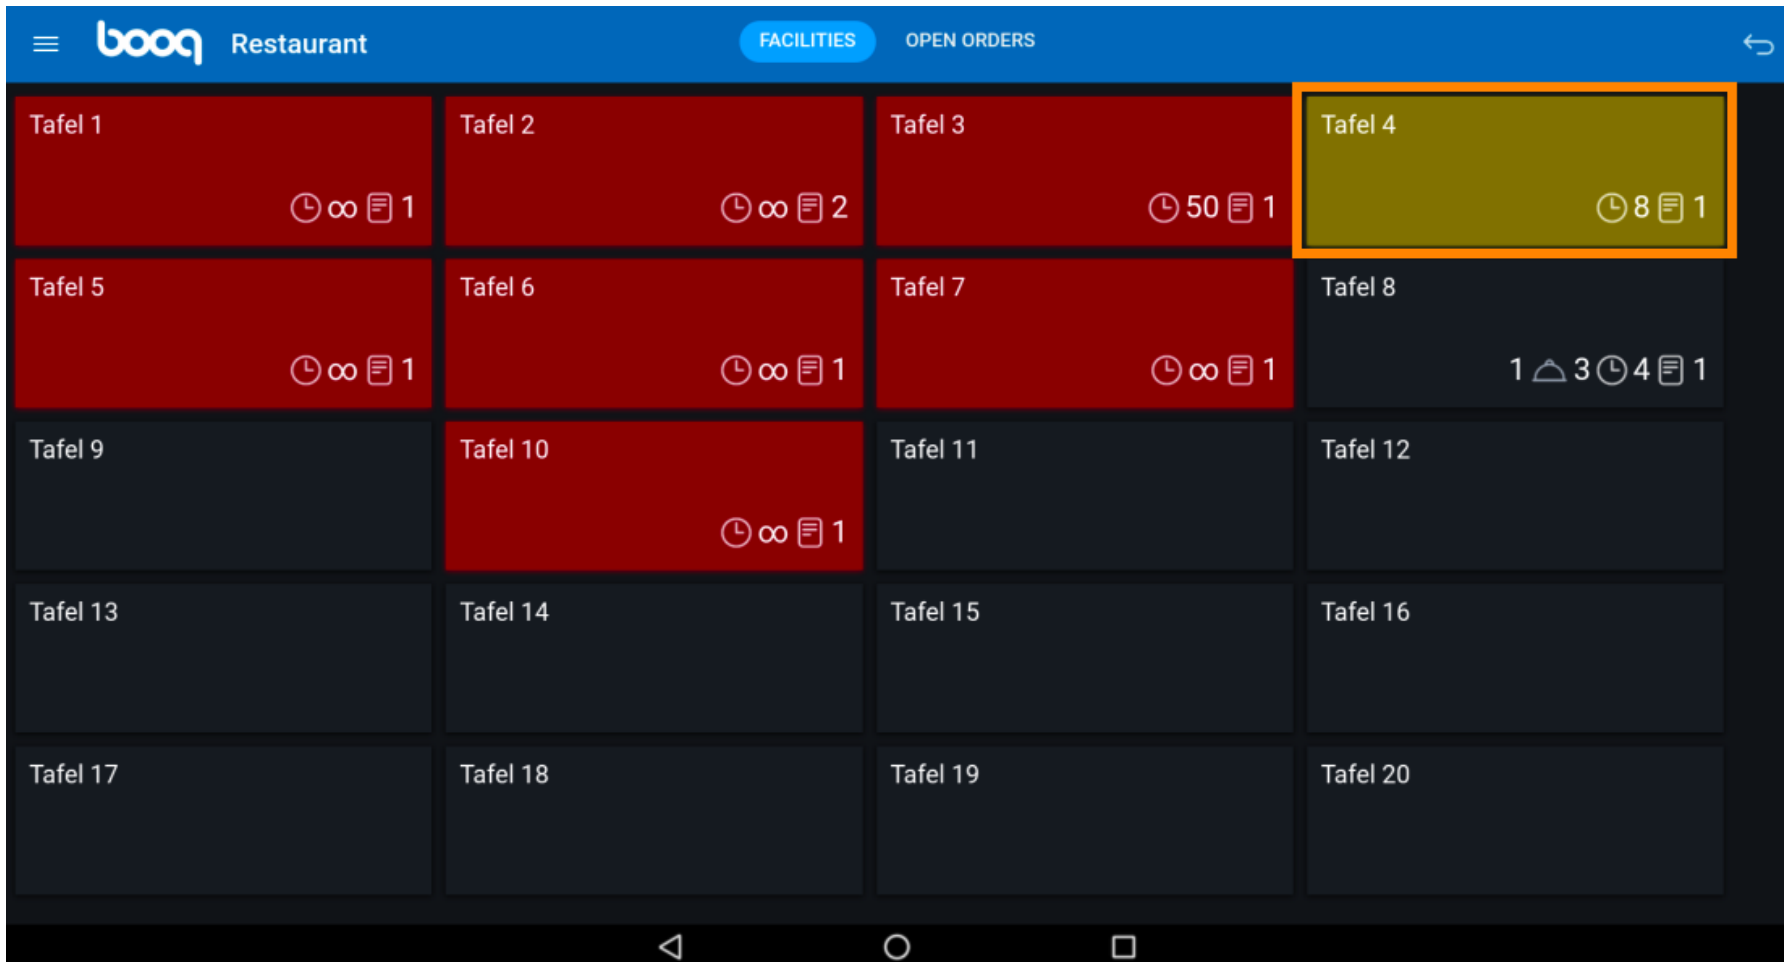 booq Restaurant FACILITIES OPEN ORDERS
Tafel 1 Tafel 2 Tafel 3 Tafel 4
∞ 1 ∞ 2 50 1 8 1
Tafel 5 Tafel 6 Tafel 7 Tafel 8
∞ 1 ∞ 1 ∞ 1 1 3 4 1
Tafel 9 Tafel 10 Tafel 11 Tafel 12
∞ 1
Tafel 13 Tafel 14 Tafel 15 Tafel 16
Tafel 17 Tafel 18 Tafel 19 Tafel 20